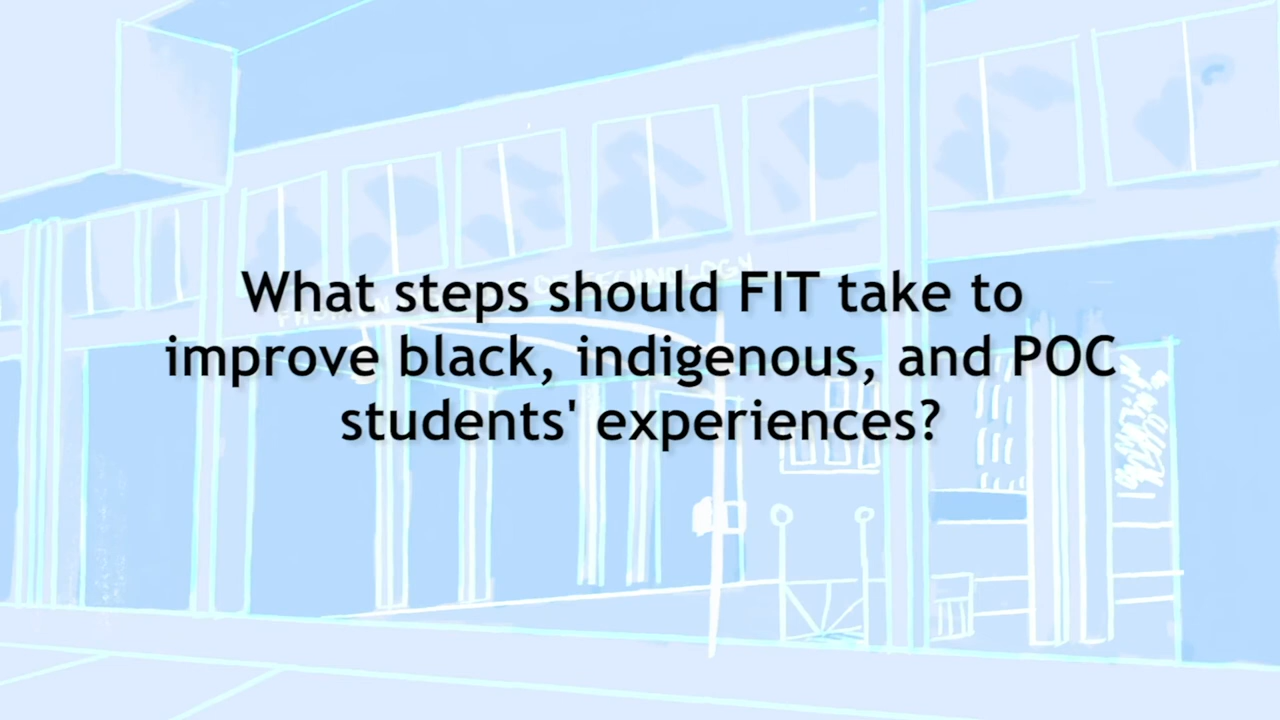 What steps should FIT take to
improve black, indigenous, and POC
students' experiences?